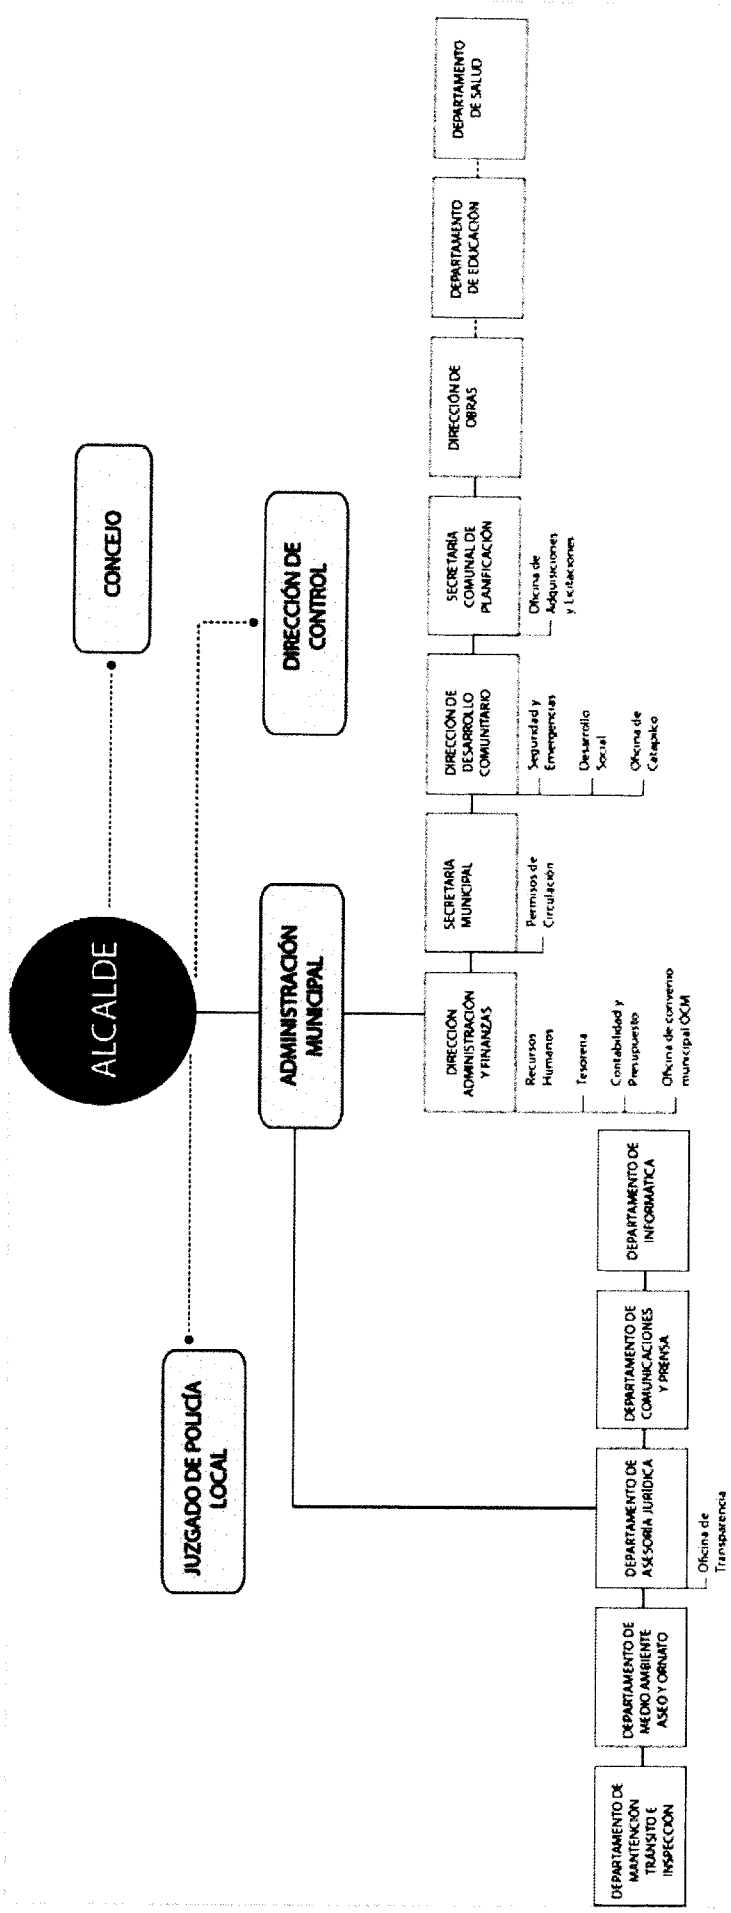 ALCALDE
CONCEJO
JUZGADO DE POLICÍA
LOCAL
ADMINISTRACIÓN
MUNICIPAL
DIRECCIÓN DE
CONTROL
DIRECCIÓN
ADMINISTRACIÓN
Y FINANZAS
Recursos
Humanos
Tesorería
Contabilidad y
Presupuesto
Oficina de convenio
municipal OCM
SECRETARÍA
MUNICIPAL
Permisos de
Circulación
DIRECCIÓN DE
DESARROLLO
COMUNITARIO
Seguridad y
Emergencias
Desarrollo
Social
Oficina de
Catapilco
SECRETARÍA
COMUNAL DE
PLANIFICACIÓN
Oficina de
Adquisiciones
y Licitaciones
DIRECCIÓN DE
OBRAS
DEPARTAMENTO
DE EDUCACIÓN
DEPARTAMENTO
DE SALUD
DEPARTAMENTO DE
MANTENCIÓN
TRÁNSITO E
INSPECCIÓN
DEPARTAMENTO DE
MEDIO AMBIENTE
ASEO Y ORNATO
DEPARTAMENTO DE
ASESORÍA JURÍDICA
Oficina de
Transparencia
DEPARTAMENTO DE
COMUNICACIONES
Y PRENSA
DEPARTAMENTO DE
INFORMÁTICA